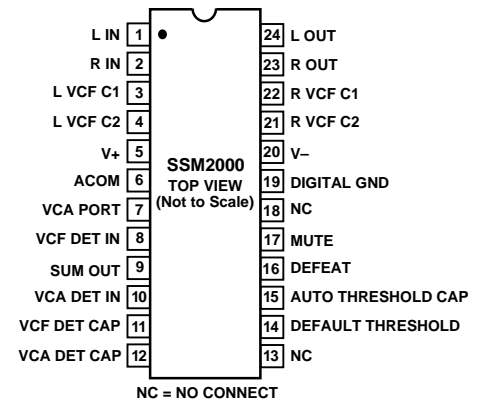 L IN 1
R IN 2
L VCF C1 3
L VCF C2 4
V+ 5
ACOM 6
VCA PORT 7
VCF DET IN 8
SUM OUT 9
VCA DET IN 10
VCF DET CAP 11
VCA DET CAP 12
SSM2000
TOP VIEW
(Not to Scale)
24 L OUT
23 R OUT
22 R VCF C1
21 R VCF C2
20 V–
19 DIGITAL GND
18 NC
17 MUTE
16 DEFEAT
15 AUTO THRESHOLD CAP
14 DEFAULT THRESHOLD
13 NC
NC = NO CONNECT